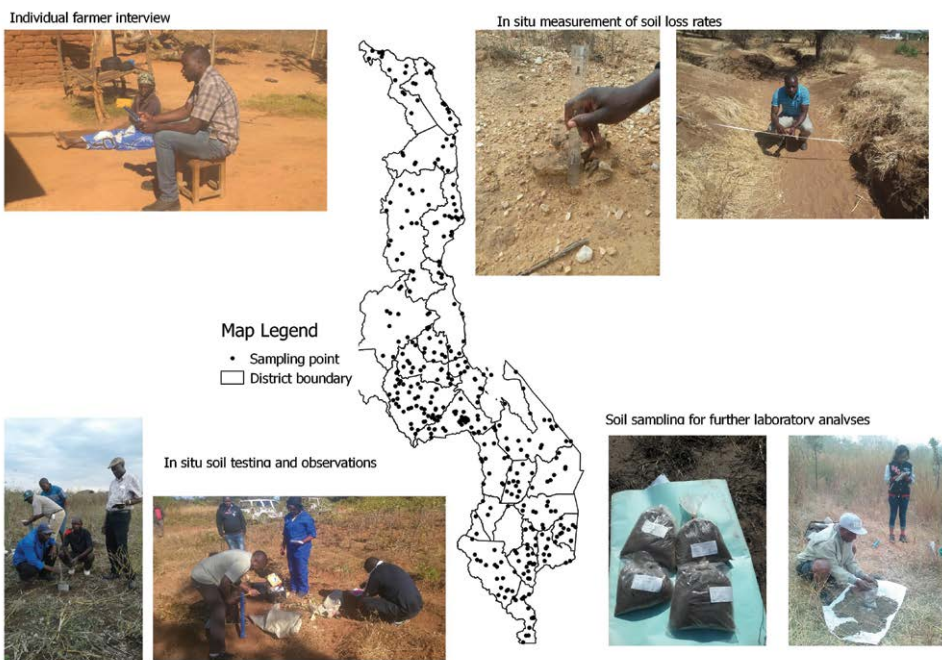 Individual farmer interview
In situ measurement of soil loss rates
Map Legend
Sampling point
District boundary
In situ soil testing and observations
Soil sampling for further laboratory analyses